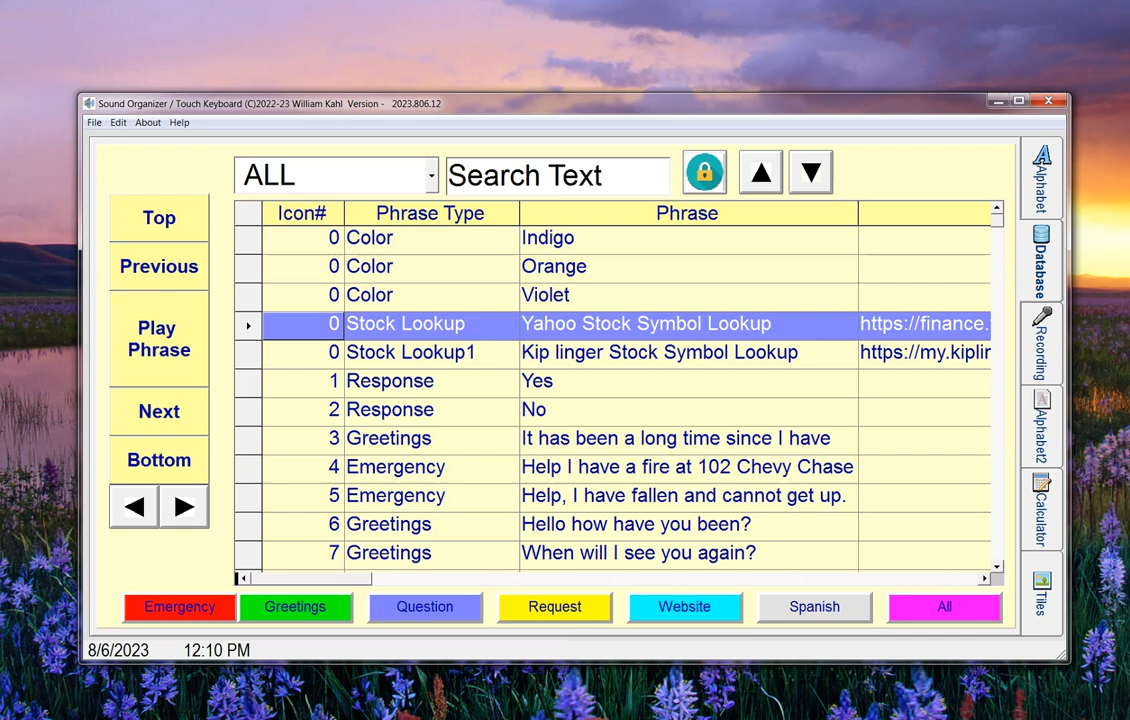 Sound Organizer / Touch Keyboard (C)2022-23 William Kahl Version - 2023.806.12
File Edit About Help
ALL Search Text
Top
Previous
Play
Phrase
Next
Bottom
Icon# Phrase Type Phrase
0 Color Indigo
0 Color Orange
0 Color Violet
0 Stock Lookup Yahoo Stock Symbol Lookup https://finance.
0 Stock Lookup1 Kip linger Stock Symbol Lookup https://my.kiplir
1 Response Yes
2 Response No
3 Greetings It has been a long time since I have
4 Emergency Help I have a fire at 102 Chevy Chase
5 Emergency Help, I have fallen and cannot get up.
6 Greetings Hello how have you been?
7 Greetings When will I see you again?
Emergency Greetings Question Request Website Spanish All
Alphabet
Database
Recording
Alphabet2
Calculator
Tiles
8/6/2023 12:10 PM